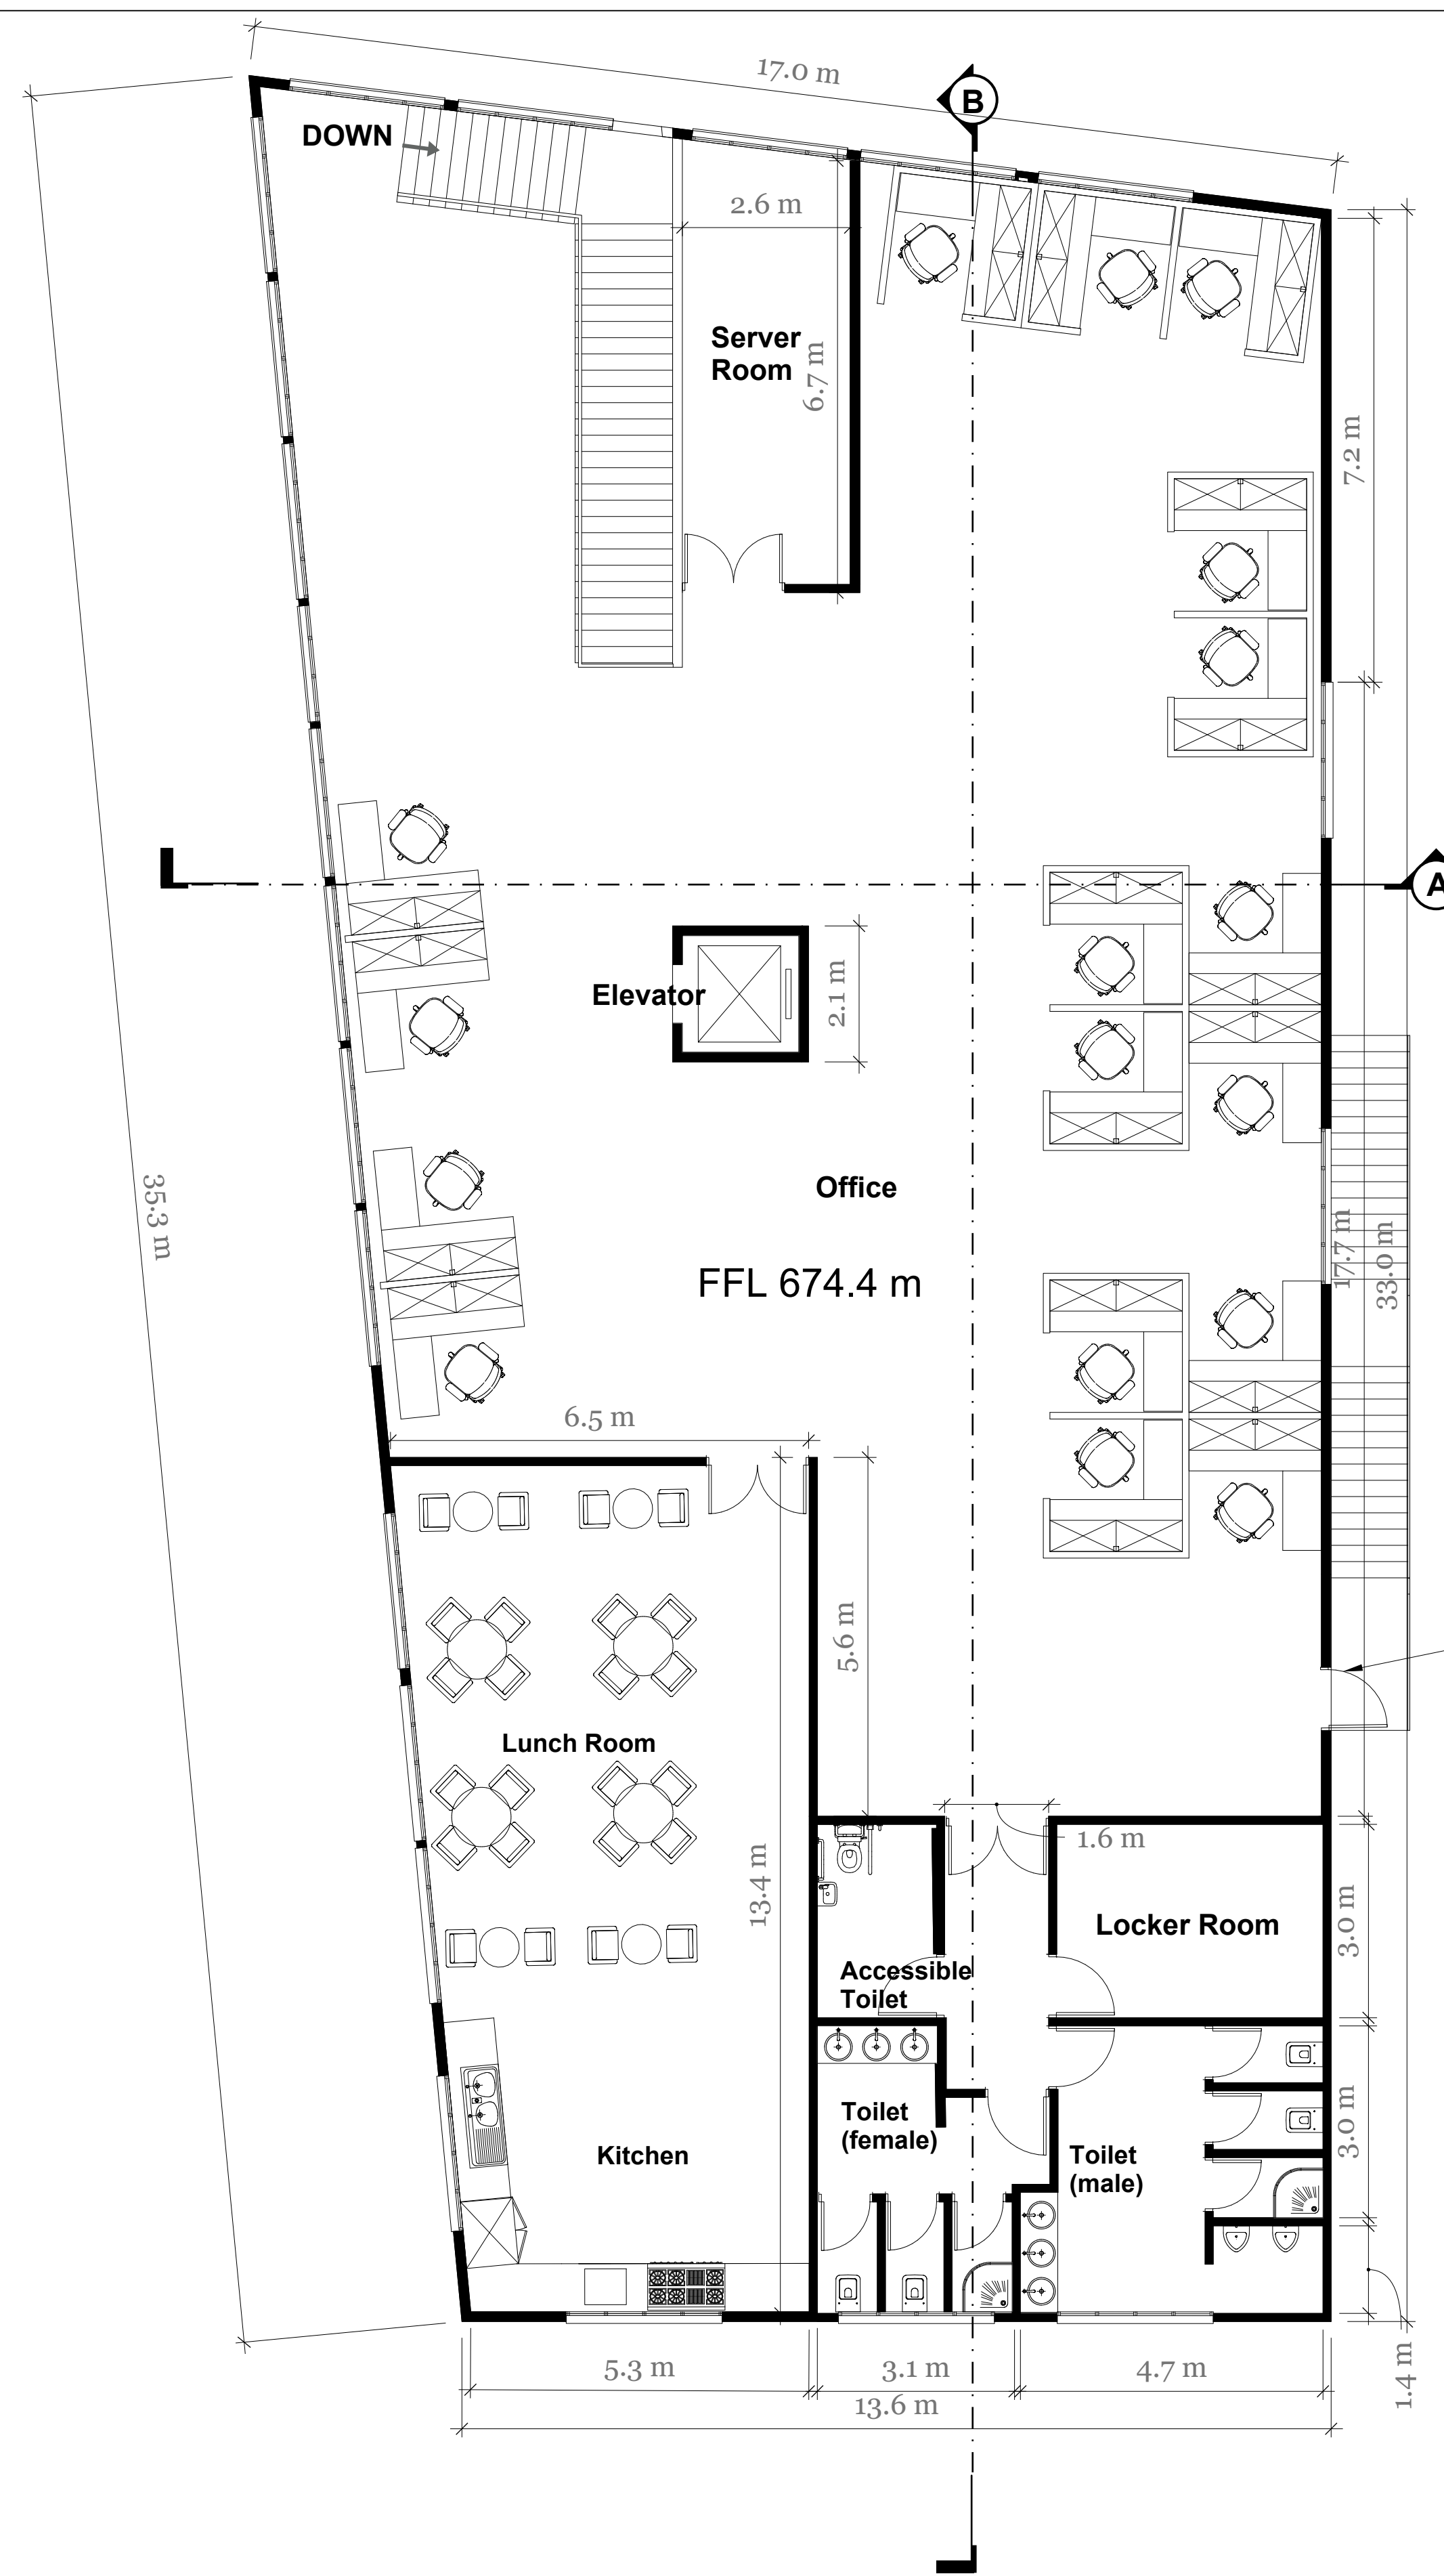 17.0 m
B
DOWN
2.6 m
Server
Room
6.7 m
7.2 m
A
Elevator
2.1 m
35.3 m
Office
17.7 m
33.0 m
FFL 674.4 m
6.5 m
5.6 m
Lunch Room
1.6 m
13.4 m
Locker Room
3.0 m
Accessible
Toilet
Toilet
(female)
3.0 m
Kitchen
Toilet
(male)
5.3 m
3.1 m
4.7 m
1.4 m
13.6 m